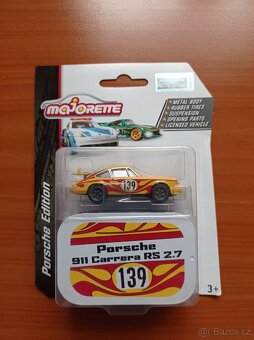 majorette
METAL BODY
RUBBER TIRES
SUSPENSION
OPENING PARTS
LICENSED VEHICLE
Porsche Edition
139
Porsche
911 Carrera RS 2.7
139
3+
Bazos.cz